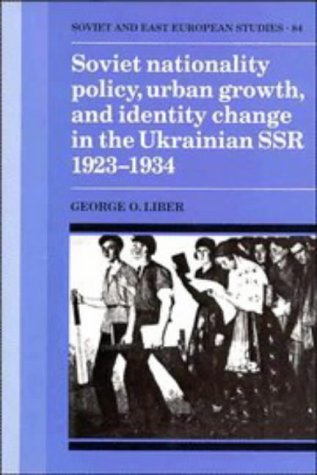 SOVIET AND EAST EUROPEAN STUDIES · 84
Soviet nationality
policy, urban growth,
and identity change
in the Ukrainian SSR
1923–1934
GEORGE O. LIBER